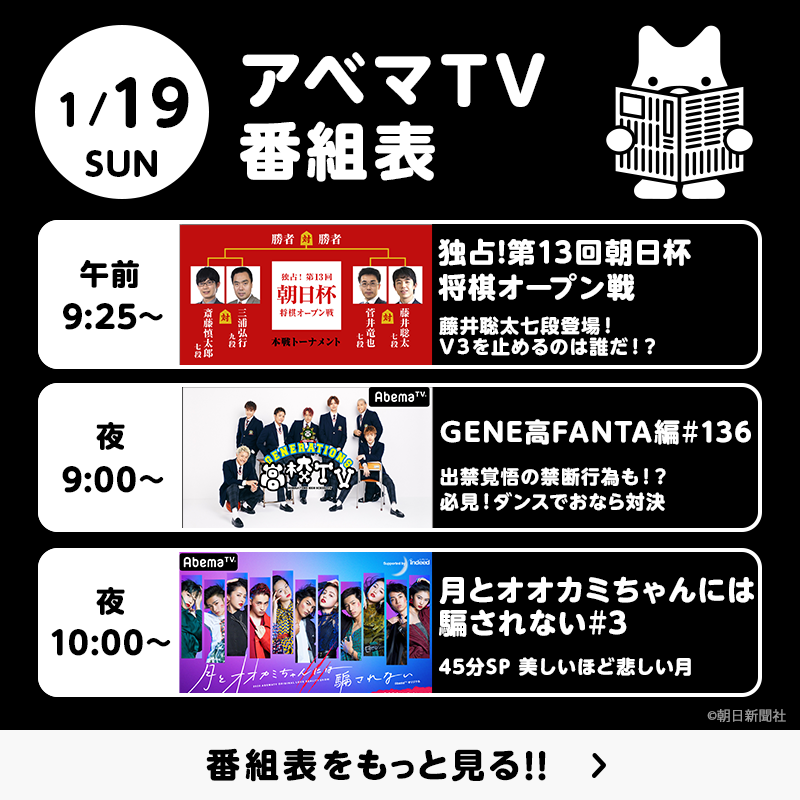 1/19
SUN
アベマTV
番組表
午前
9:25〜
勝者 対 勝者
斎藤慎太郎 七段
対
三浦弘行 九段
独占！第13回
朝日杯
将棋オープン戦
本戦トーナメント
菅井竜也 七段
対
藤井聡太 七段
独占!第13回朝日杯
将棋オープン戦
藤井聡太七段登場！
V3を止めるのは誰だ！？
夜
9:00〜
AbemaTV.
GENERATIONS
高校TV
GENE高FANTA編#136
出禁覚悟の禁断行為も！？
必見！ダンスでおなら対決
夜
10:00〜
AbemaTV.
Supported by indeed
月とオオカミちゃんには
騙されない
月とオオカミちゃんには
騙されない#3
45分SP 美しいほど悲しい月
©朝日新聞社
番組表をもっと見る!!